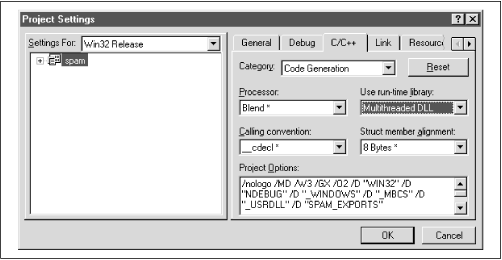 Project Settings
Settings For: Win32 Release
spam
General Debug C/C++ Link Resourc
Category: Code Generation Reset
Processor: Use run-time library:
Blend * Multithreaded DLL
Calling convention: Struct member alignment:
__cdecl * 8 Bytes *
Project Options:
/nologo /MD /W3 /GX /O2 /D "WIN32" /D
"NDEBUG" /D "_WINDOWS" /D "_MBCS" /D
"_USRDLL" /D "SPAM_EXPORTS"
OK Cancel